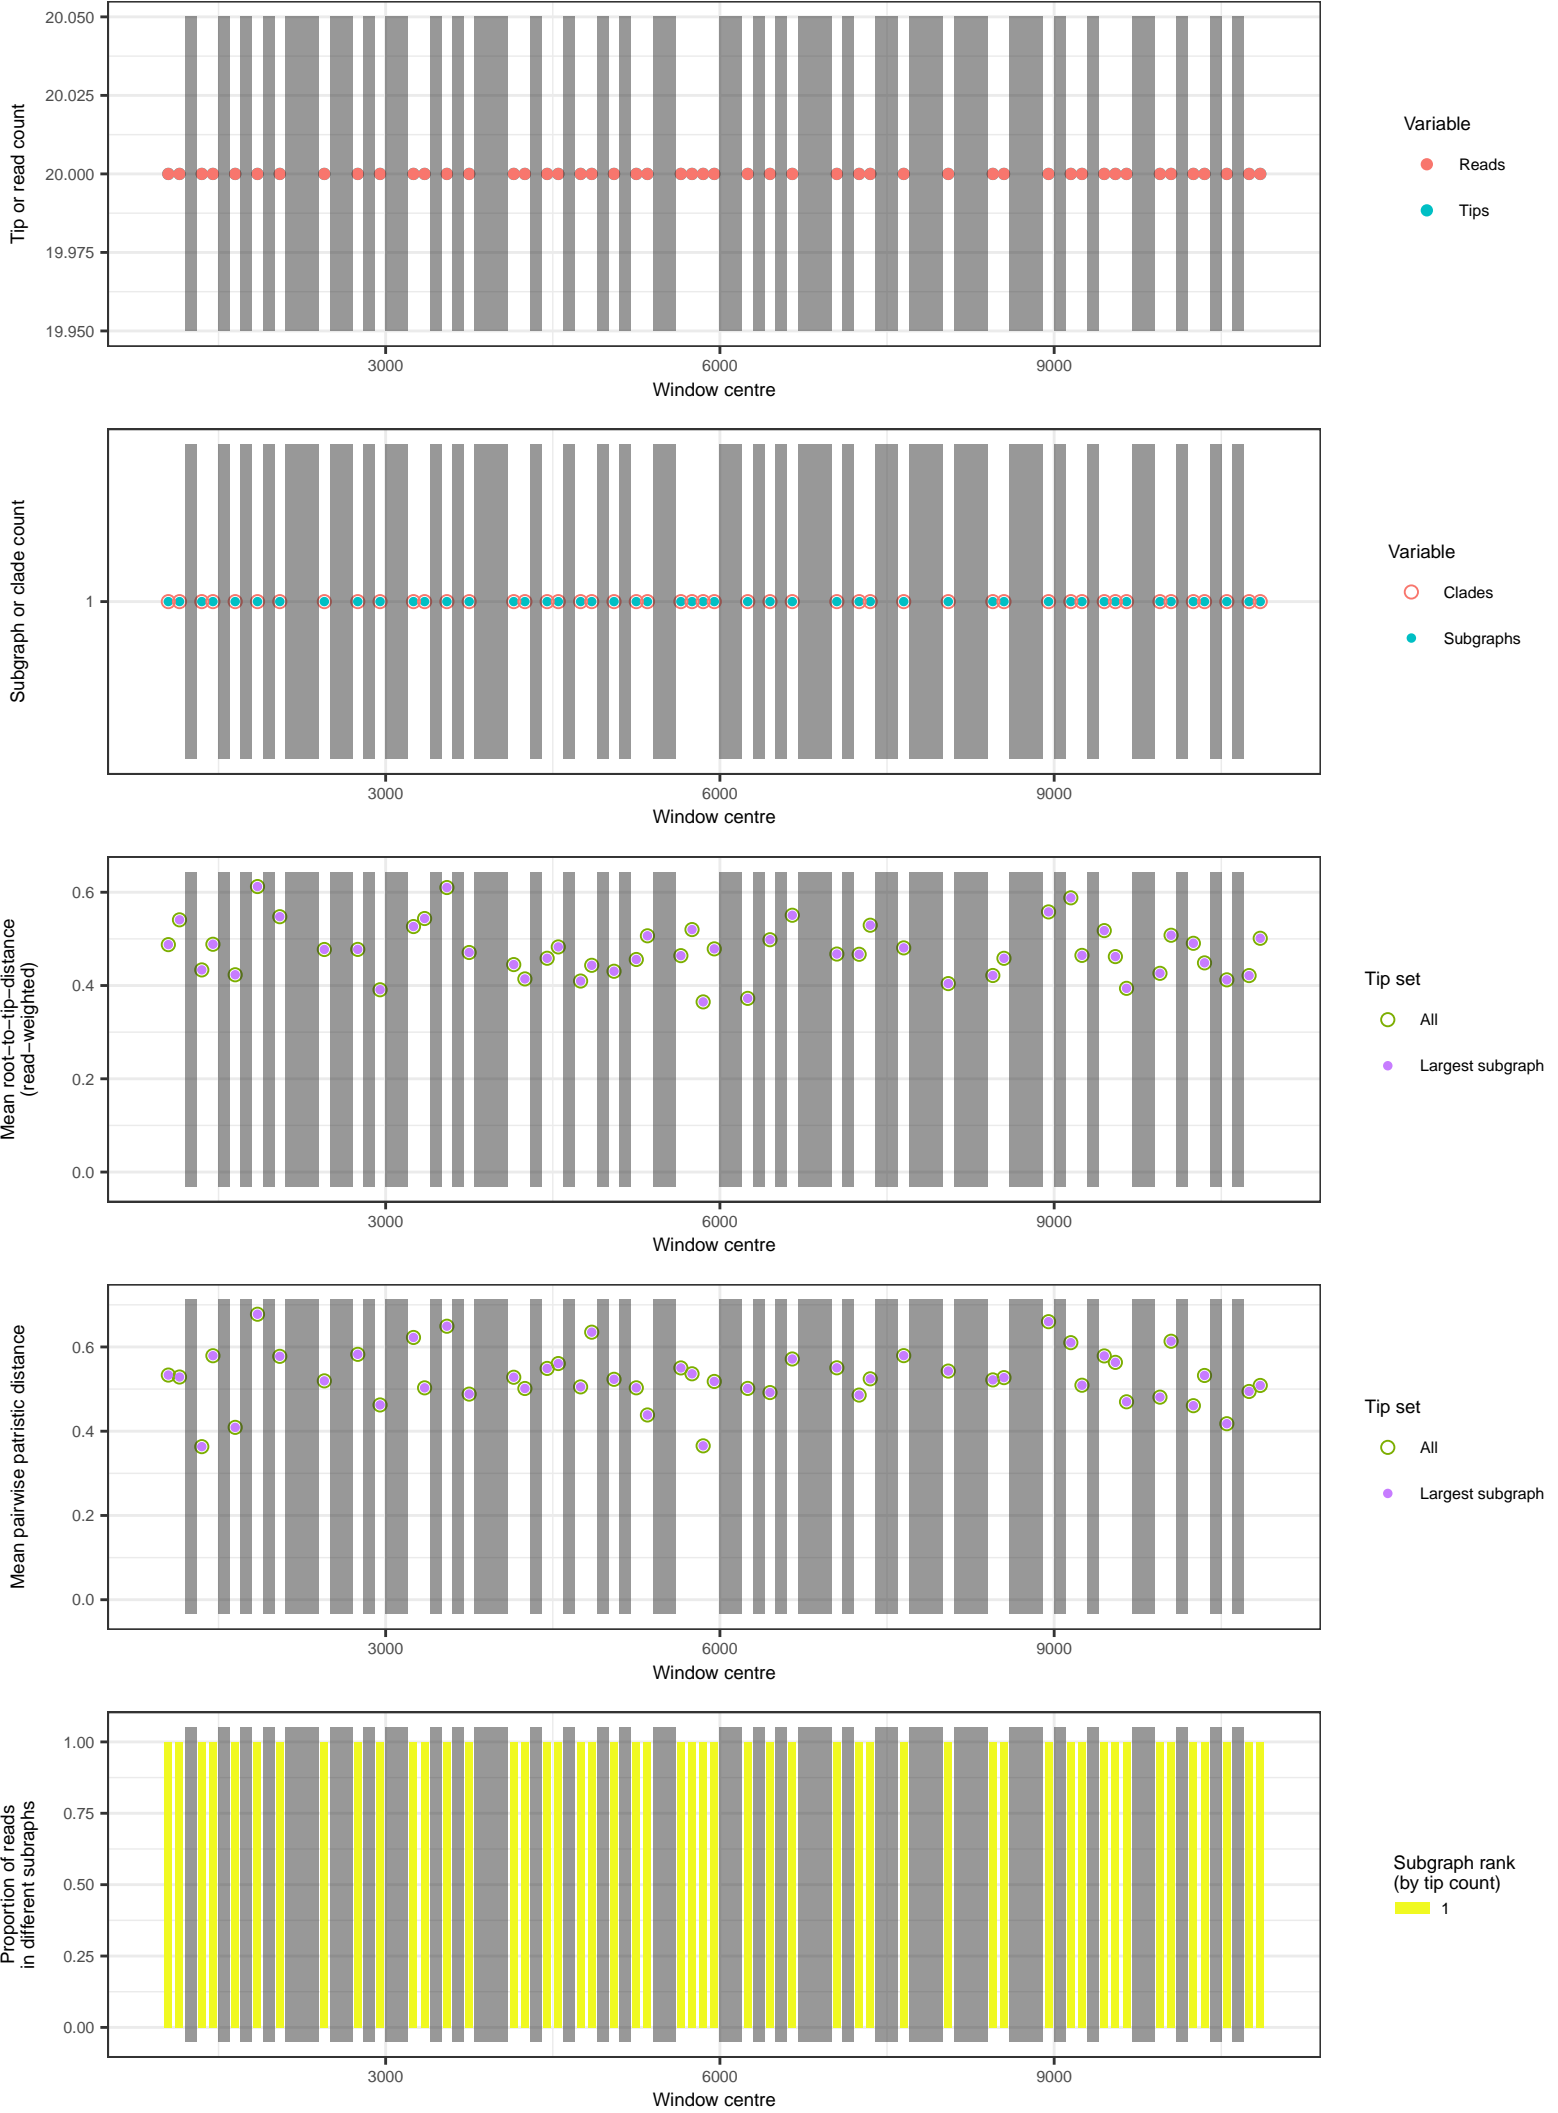 20.050
20.025
20.000
19.975
19.950
Tip or read count
3000
6000
9000
Window centre
Variable
Reads
Tips
1
Subgraph or clade count
3000
6000
9000
Window centre
Variable
Clades
Subgraphs
0.6
0.4
0.2
0.0
Mean root−to−tip−distance
(read−weighted)
3000
6000
9000
Window centre
Tip set
All
Largest subgraph
0.6
0.4
0.2
0.0
Mean pairwise patristic distance
3000
6000
9000
Window centre
Tip set
All
Largest subgraph
1.00
0.75
0.50
0.25
0.00
Proportion of reads
in different subraphs
3000
6000
9000
Window centre
Subgraph rank
(by tip count)
1